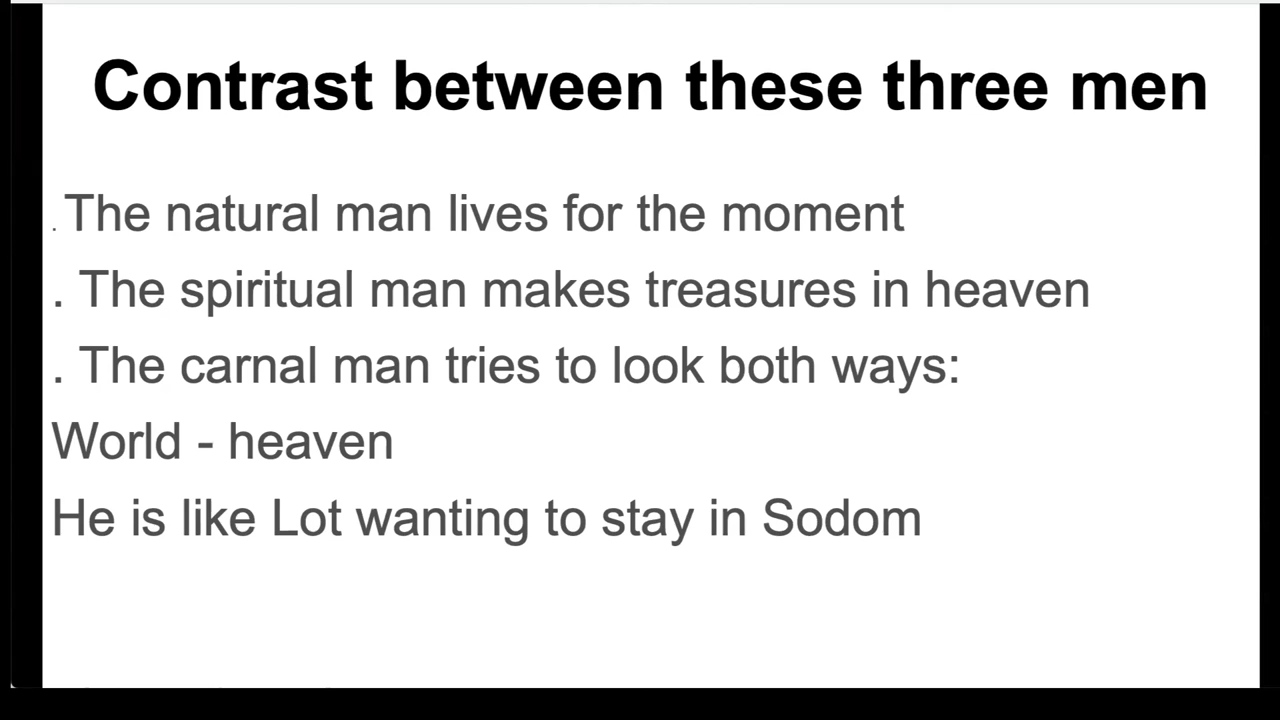 Contrast between these three men
. The natural man lives for the moment
. The spiritual man makes treasures in heaven
. The carnal man tries to look both ways:
World - heaven
He is like Lot wanting to stay in Sodom